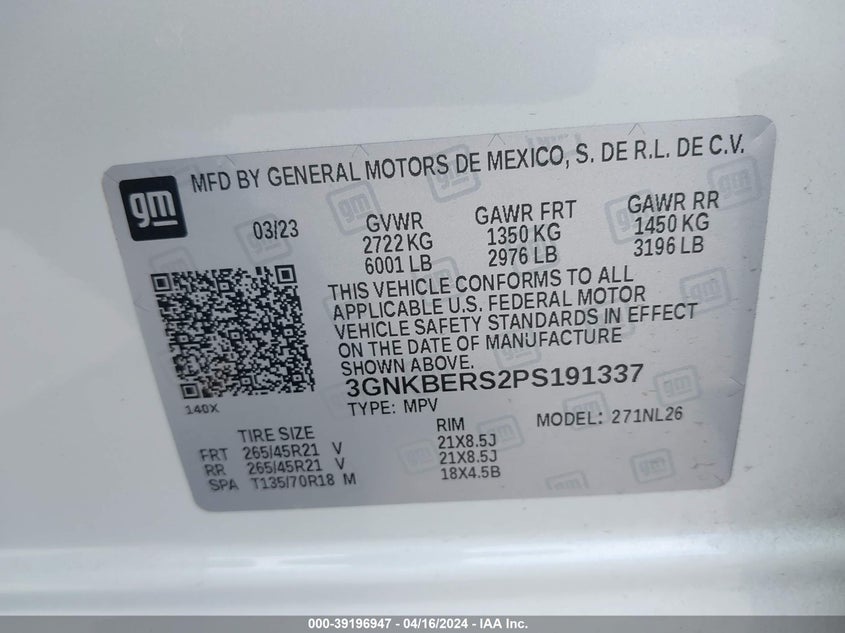 gm
MFD BY GENERAL MOTORS DE MEXICO, S. DE R.L. DE C.V.
03/23
GVWR GAWR FRT GAWR RR
2722 KG 1350 KG 1450 KG
6001 LB 2976 LB 3196 LB
THIS VEHICLE CONFORMS TO ALL
APPLICABLE U.S. FEDERAL MOTOR
VEHICLE SAFETY STANDARDS IN EFFECT
ON THE DATE OF MANUFACTURE
SHOWN ABOVE.
3GNKBERS2PS191337
140X
TYPE: MPV MODEL: 271NL26
TIRE SIZE RIM
FRT 265/45R21 V 21X8.5J
RR 265/45R21 V 21X8.5J
SPA T135/70R18 M 18X4.5B
000-39196947 - 04/16/2024 - IAA Inc.